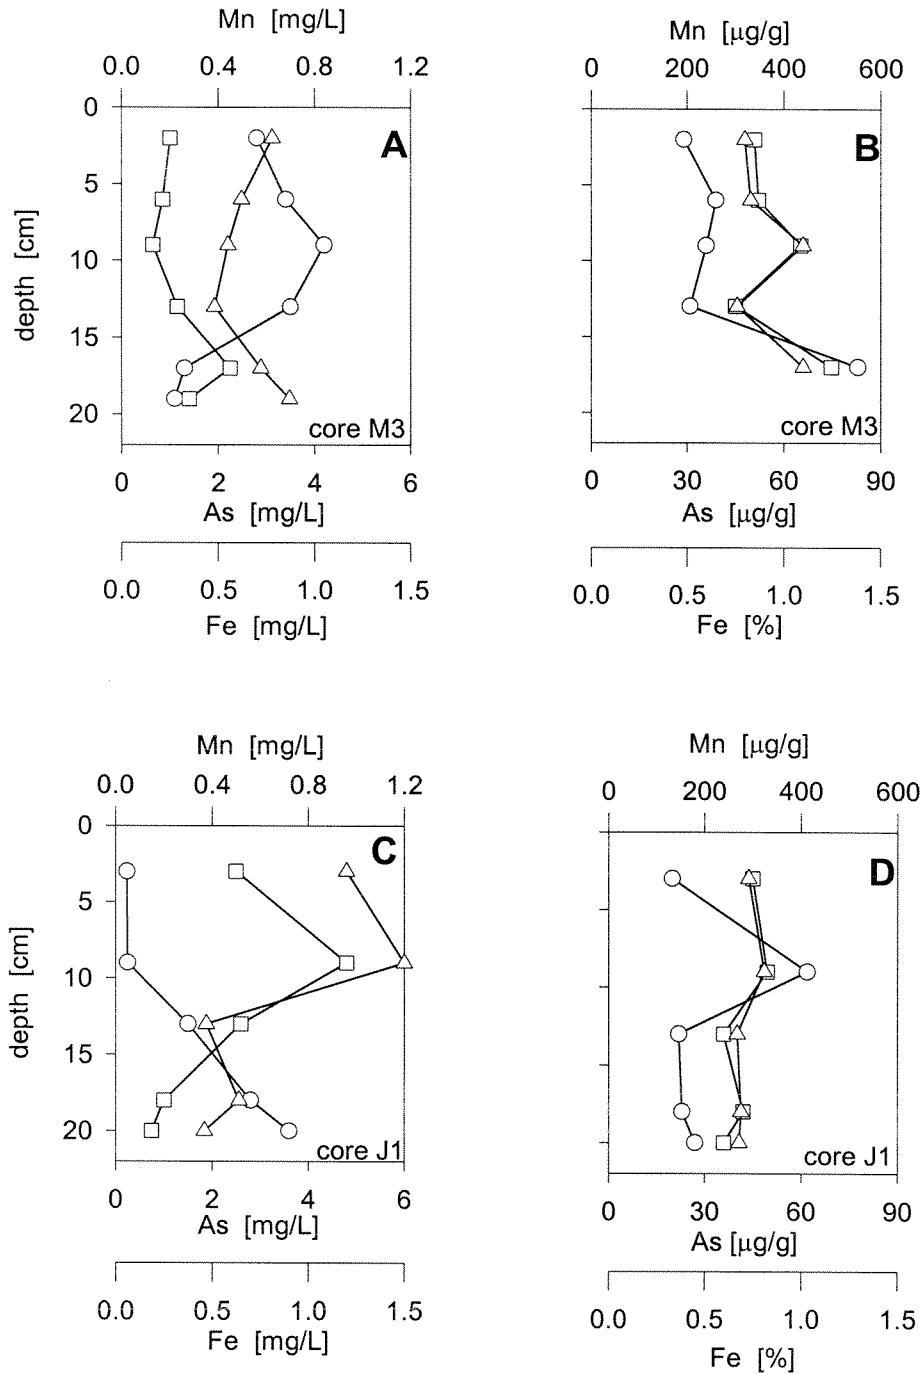 Mn [mg/L]
0.0 0.4 0.8 1.2
0
5
10
15
20
depth [cm]
A
core M3
0 2 4 6
As [mg/L]
0.0 0.5 1.0 1.5
Fe [mg/L]
Mn [µg/g]
0 200 400 600
B
core M3
0 30 60 90
As [µg/g]
0.0 0.5 1.0 1.5
Fe [%]
Mn [mg/L]
0.0 0.4 0.8 1.2
0
5
10
15
20
depth [cm]
C
core J1
0 2 4 6
As [mg/L]
0.0 0.5 1.0 1.5
Fe [mg/L]
Mn [µg/g]
0 200 400 600
D
core J1
0 30 60 90
As [µg/g]
0.0 0.5 1.0 1.5
Fe [%]